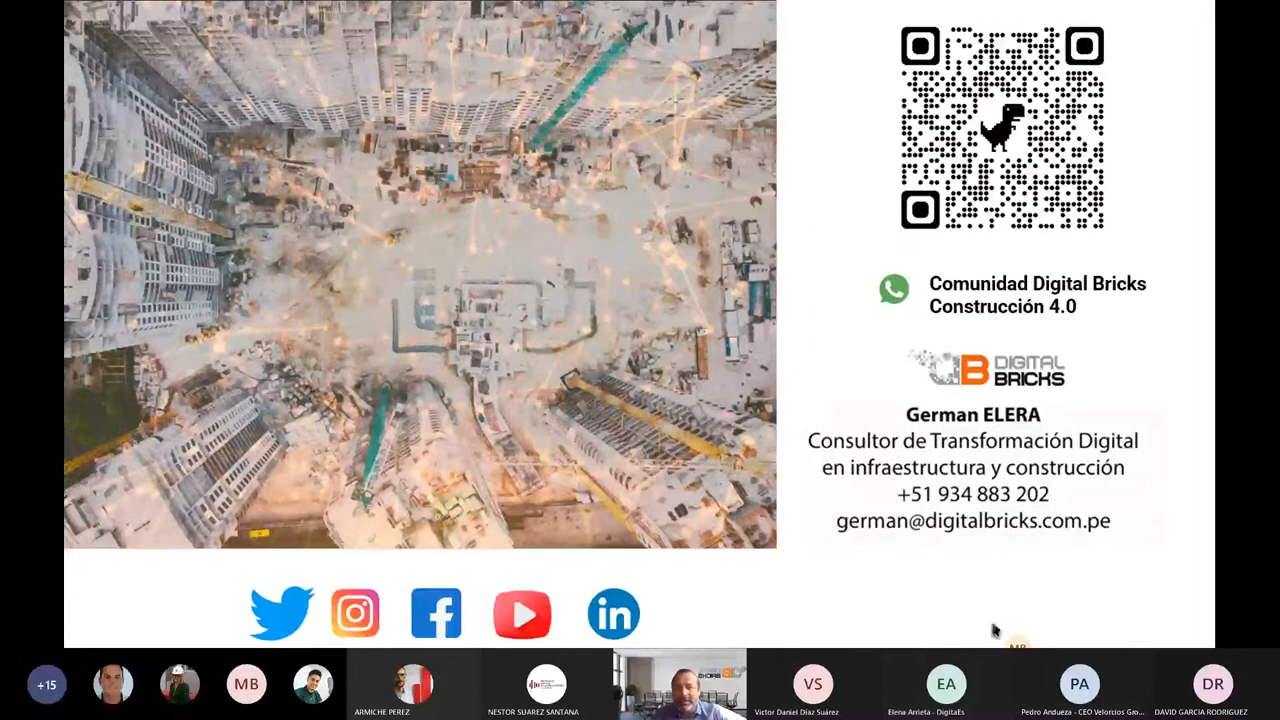 Comunidad Digital Bricks
Construcción 4.0
DIGITAL
BRICKS
German ELERA
Consultor de Transformación Digital
en infraestructura y construcción
+51 934 883 202
german@digitalbricks.com.pe
+15
MB
VS
EA
PA
DR
ARMICHE PEREZ
NESTOR SUAREZ SANTANA
Victor Daniel Díaz Suárez
Elena Arrieta - DigitaEs
Pedro Andueza - CEO Velorcios Gro...
DAVID GARCIA RODRIGUEZ